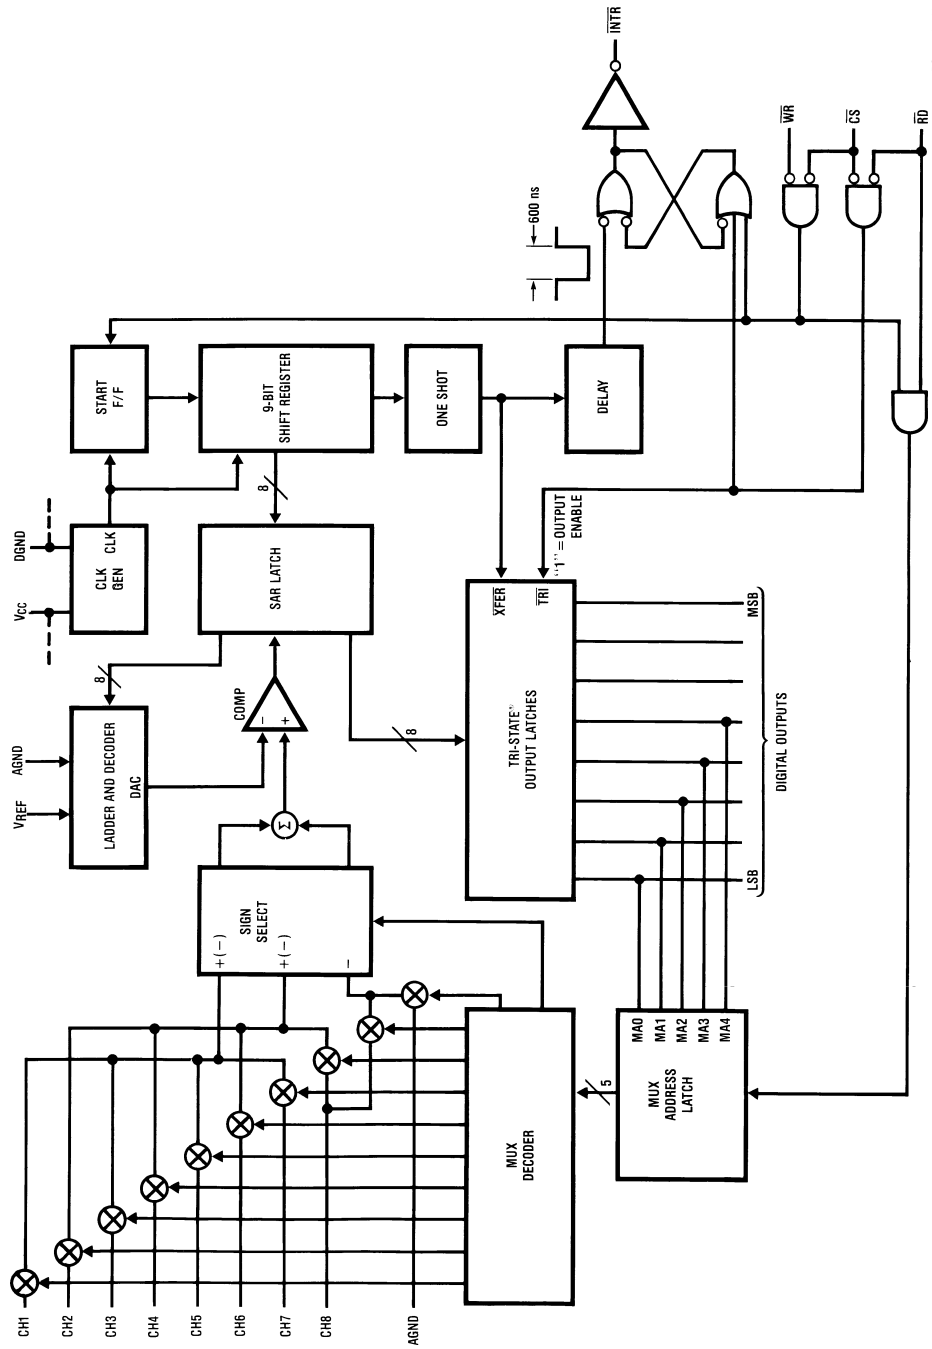 CH1
CH2
CH3
CH4
CH5
CH6
CH7
CH8
AGND
VREF
AGND
LADDER AND DECODER
DAC
8
VCC
DGND
CLK
GEN
CLK
START
F/F
+(−)
+(−)
−
SIGN
SELECT
Σ
COMP
−
+
SAR LATCH
8
9-BIT
SHIFT REGISTER
ONE SHOT
DELAY
600 ns
INTR
8
XFER
TRI
"1" = OUTPUT
ENABLE
TRI-STATE"
OUTPUT LATCHES
MUX
DECODER
5
MUX
ADDRESS
LATCH
MA0
MA1
MA2
MA3
MA4
LSB
MSB
DIGITAL OUTPUTS
WR
CS
RD